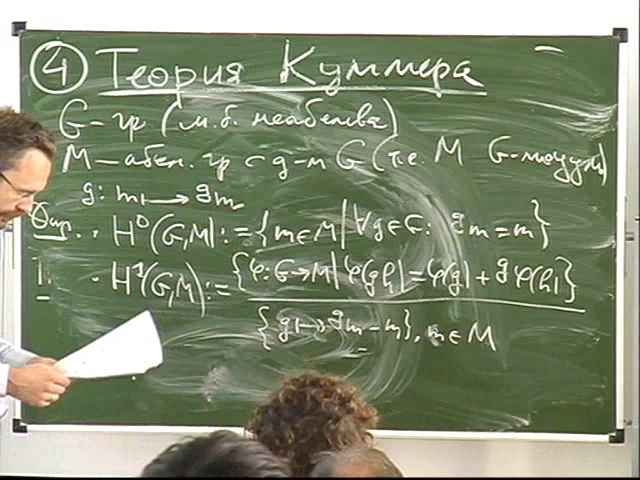 ④ Теория Куммера
G – гр (м.б. неабелева)
M – абел. гр с д-м G (т.е. M G-модуль)
g: m ↦ ᵍm
Опр. · H⁰(G,M) := {m∈M | ∀g∈G: ᵍm = m}
· H¹(G,M) := {φ: G→M | φ(gh) = φ(g) + ᵍφ(h)}
{g ↦ ᵍm – m}, m∈M